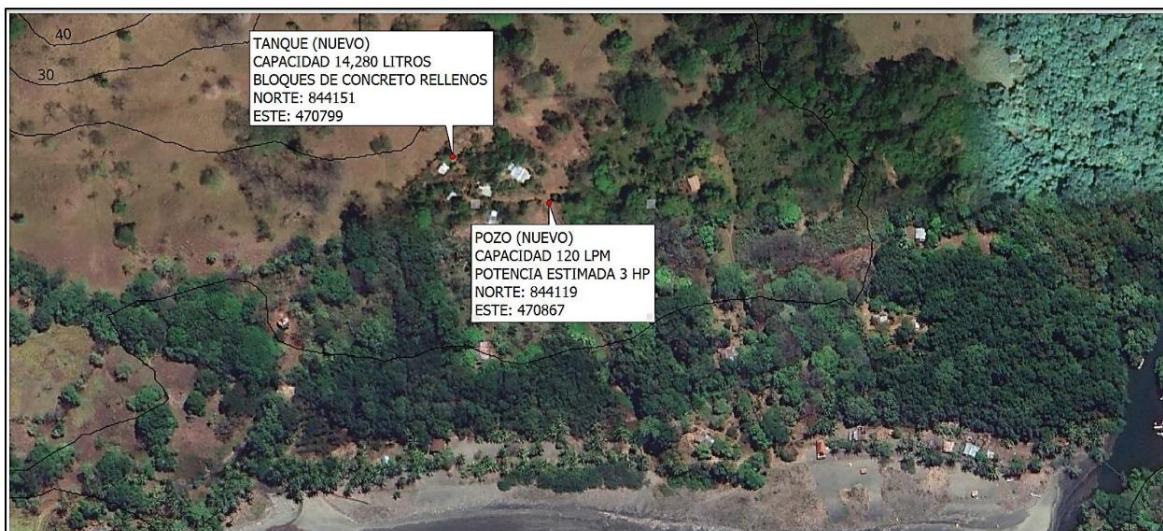 40
30
TANQUE (NUEVO)
CAPACIDAD 14,280 LITROS
BLOQUES DE CONCRETO RELLENOS
NORTE: 844151
ESTE: 470799
POZO (NUEVO)
CAPACIDAD 120 LPM
POTENCIA ESTIMADA 3 HP
NORTE: 844119
ESTE: 470867